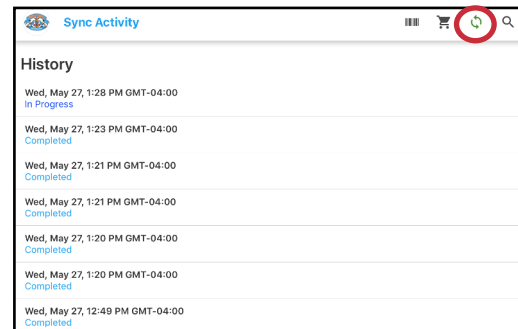 Sync Activity
History
Wed, May 27, 1:28 PM GMT-04:00
In Progress
Wed, May 27, 1:23 PM GMT-04:00
Completed
Wed, May 27, 1:21 PM GMT-04:00
Completed
Wed, May 27, 1:21 PM GMT-04:00
Completed
Wed, May 27, 1:20 PM GMT-04:00
Completed
Wed, May 27, 1:20 PM GMT-04:00
Completed
Wed, May 27, 12:49 PM GMT-04:00
Completed